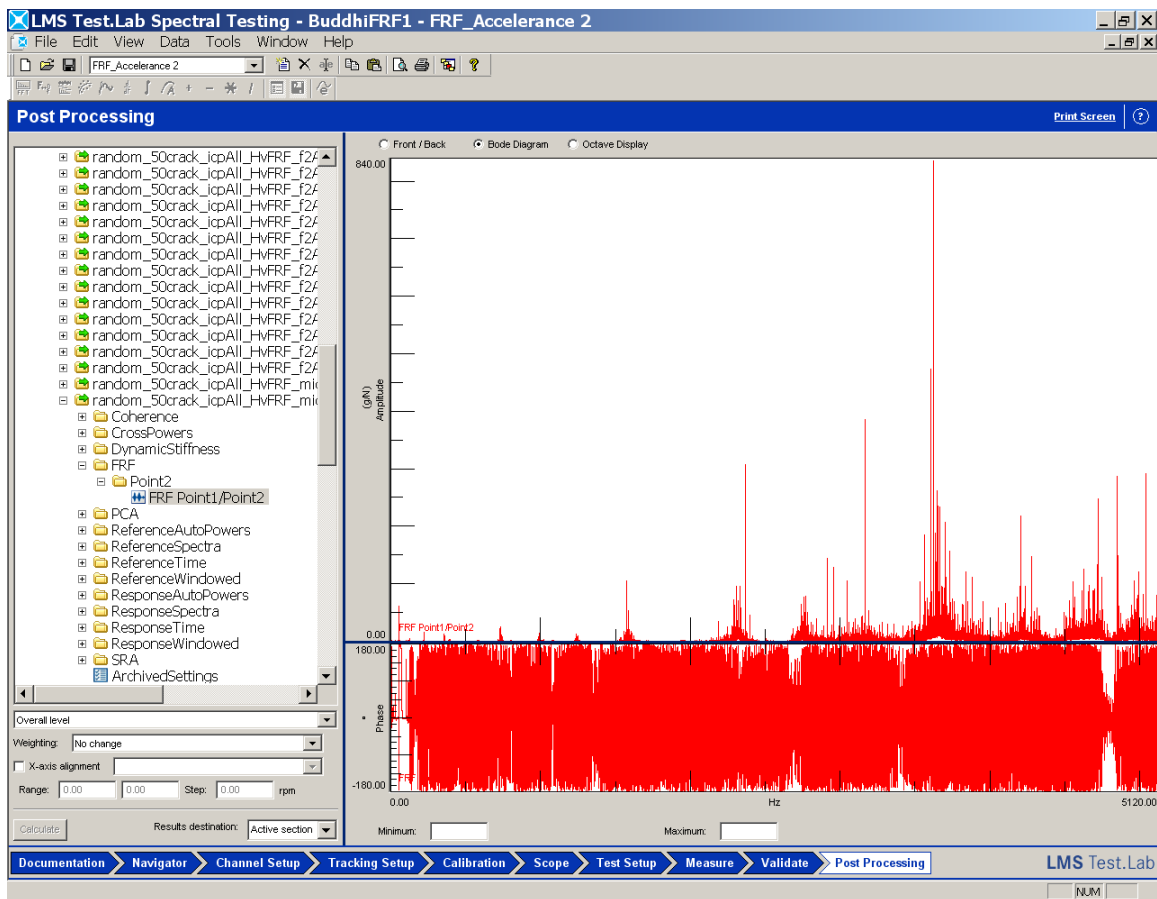 LMS Test.Lab Spectral Testing - BuddhiFRF1 - FRF_Accelerance 2
File Edit View Data Tools Window Help
FRF_Accelerance 2
Post Processing
Print Screen
Front / Back Bode Diagram Octave Display
random_50crack_icpAll_HvFRF_f2A
random_50crack_icpAll_HvFRF_f2A
random_50crack_icpAll_HvFRF_f2A
random_50crack_icpAll_HvFRF_f2A
random_50crack_icpAll_HvFRF_f2A
random_50crack_icpAll_HvFRF_f2A
random_50crack_icpAll_HvFRF_f2A
random_50crack_icpAll_HvFRF_f2A
random_50crack_icpAll_HvFRF_f2A
random_50crack_icpAll_HvFRF_f2A
random_50crack_icpAll_HvFRF_f2A
random_50crack_icpAll_HvFRF_f2A
random_50crack_icpAll_HvFRF_f2A
random_50crack_icpAll_HvFRF_f2A
random_50crack_icpAll_HvFRF_mic
random_50crack_icpAll_HvFRF_mic
Coherence
CrossPowers
DynamicStiffness
FRF
Point2
FRF Point1/Point2
PCA
ReferenceAutoPowers
ReferenceSpectra
ReferenceTime
ReferenceWindowed
ResponseAutoPowers
ResponseSpectra
ResponseTime
ResponseWindowed
SRA
ArchivedSettings
Overall level
Weighting: No change
X-axis alignment
Range: 0.00 0.00 Step: 0.00 rpm
Calculate Results destination: Active section
840.00
(g/N)
Amplitude
0.00
FRF Point1/Point2
180.00
°
Phase
-180.00
FRF
0.00 Hz 5120.00
Minimum: Maximum:
Documentation Navigator Channel Setup Tracking Setup Calibration Scope Test Setup Measure Validate Post Processing LMS Test.Lab
NUM